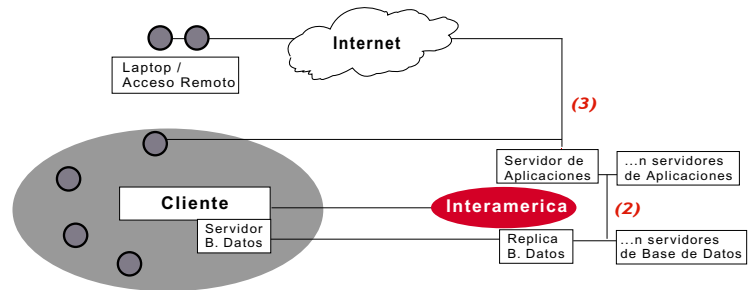 Internet
Laptop /
Acceso Remoto
(3)
Servidor de
Aplicaciones
...n servidores
de Aplicaciones
Cliente
Interamerica
(2)
Servidor
B. Datos
Replica
B. Datos
...n servidores
de Base de Datos